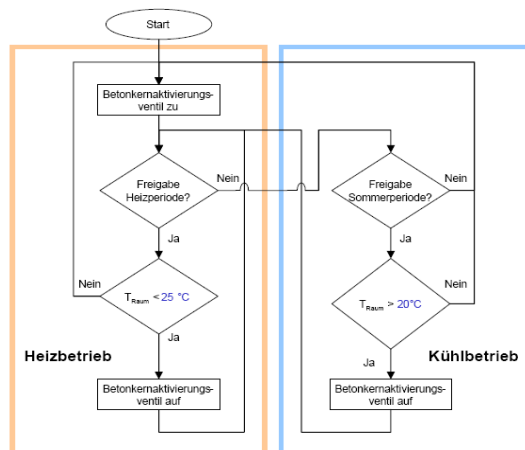 Start
Betonkernaktivierungs-
ventil zu
Freigabe
Heizperiode?
Nein
Ja
Nein
T_Raum < 25 °C
Ja
Heizbetrieb
Betonkernaktivierungs-
ventil auf
Freigabe
Sommerperiode?
Nein
Ja
Nein
T_Raum > 20°C
Ja
Kühlbetrieb
Betonkernaktivierungs-
ventil auf